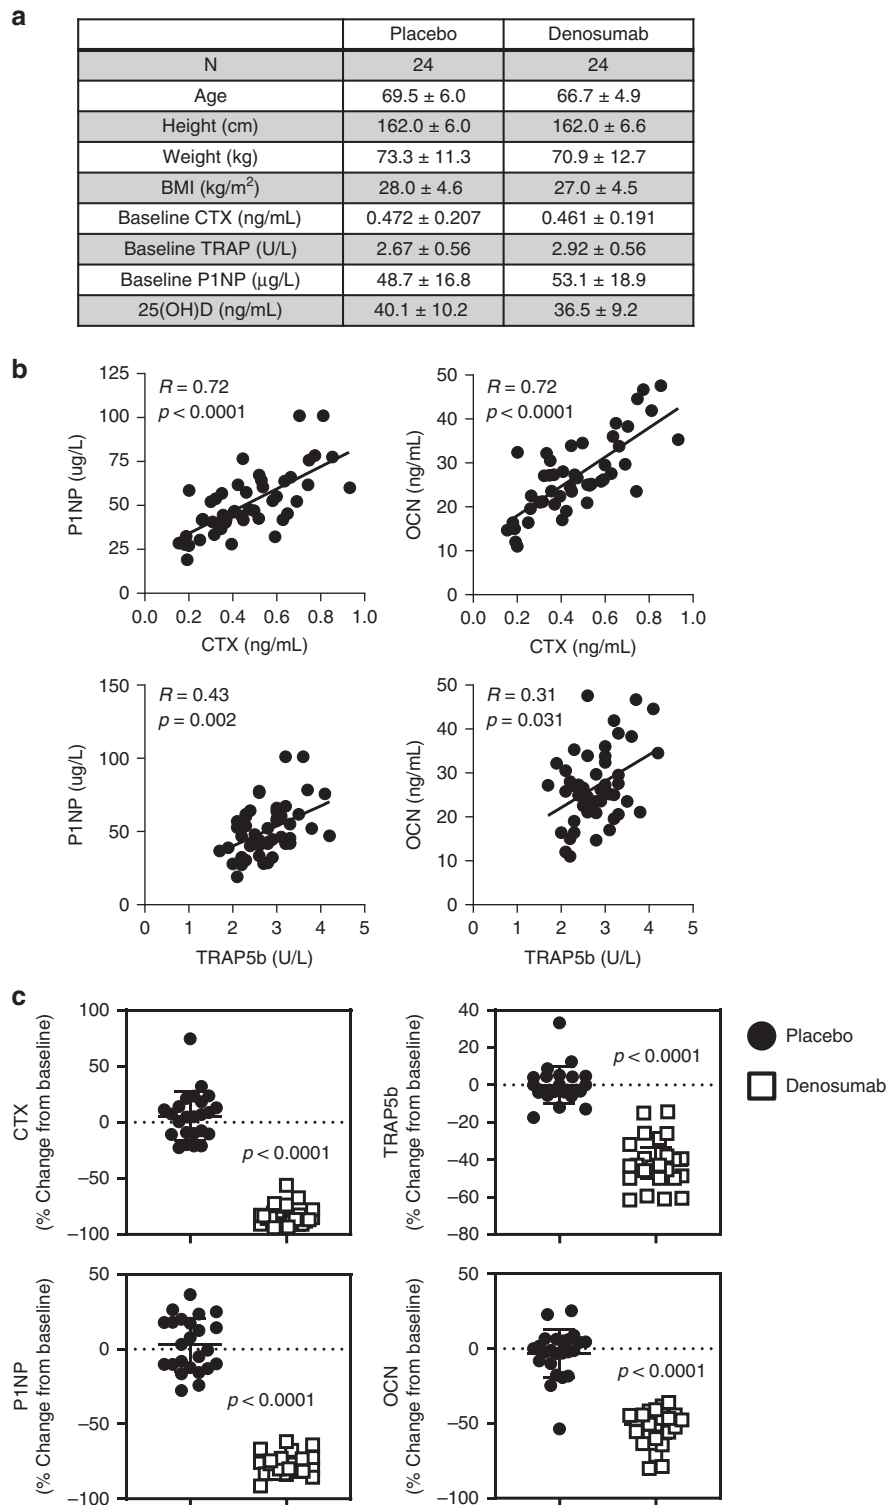 a
Placebo Denosumab
N 24 24
Age 69.5 ± 6.0 66.7 ± 4.9
Height (cm) 162.0 ± 6.0 162.0 ± 6.6
Weight (kg) 73.3 ± 11.3 70.9 ± 12.7
BMI (kg/m²) 28.0 ± 4.6 27.0 ± 4.5
Baseline CTX (ng/mL) 0.472 ± 0.207 0.461 ± 0.191
Baseline TRAP (U/L) 2.67 ± 0.56 2.92 ± 0.56
Baseline P1NP (µg/L) 48.7 ± 16.8 53.1 ± 18.9
25(OH)D (ng/mL) 40.1 ± 10.2 36.5 ± 9.2
b
P1NP (ug/L)
125
100
75
50
25
0
R = 0.72
p < 0.0001
0.0 0.2 0.4 0.6 0.8 1.0
CTX (ng/mL)
OCN (ng/mL)
50
40
30
20
10
0
R = 0.72
p < 0.0001
0.0 0.2 0.4 0.6 0.8 1.0
CTX (ng/mL)
P1NP (ug/L)
150
100
50
0
R = 0.43
p = 0.002
0 1 2 3 4 5
TRAP5b (U/L)
OCN (ng/mL)
50
40
30
20
10
0
R = 0.31
p = 0.031
0 1 2 3 4 5
TRAP5b (U/L)
c
CTX
(% Change from baseline)
100
50
0
−50
−100
p < 0.0001
TRAP5b
(% Change from baseline)
40
20
0
−20
−40
−60
−80
p < 0.0001
Placebo
Denosumab
P1NP
(% Change from baseline)
50
0
−50
−100
p < 0.0001
OCN
(% Change from baseline)
50
0
−50
−100
p < 0.0001